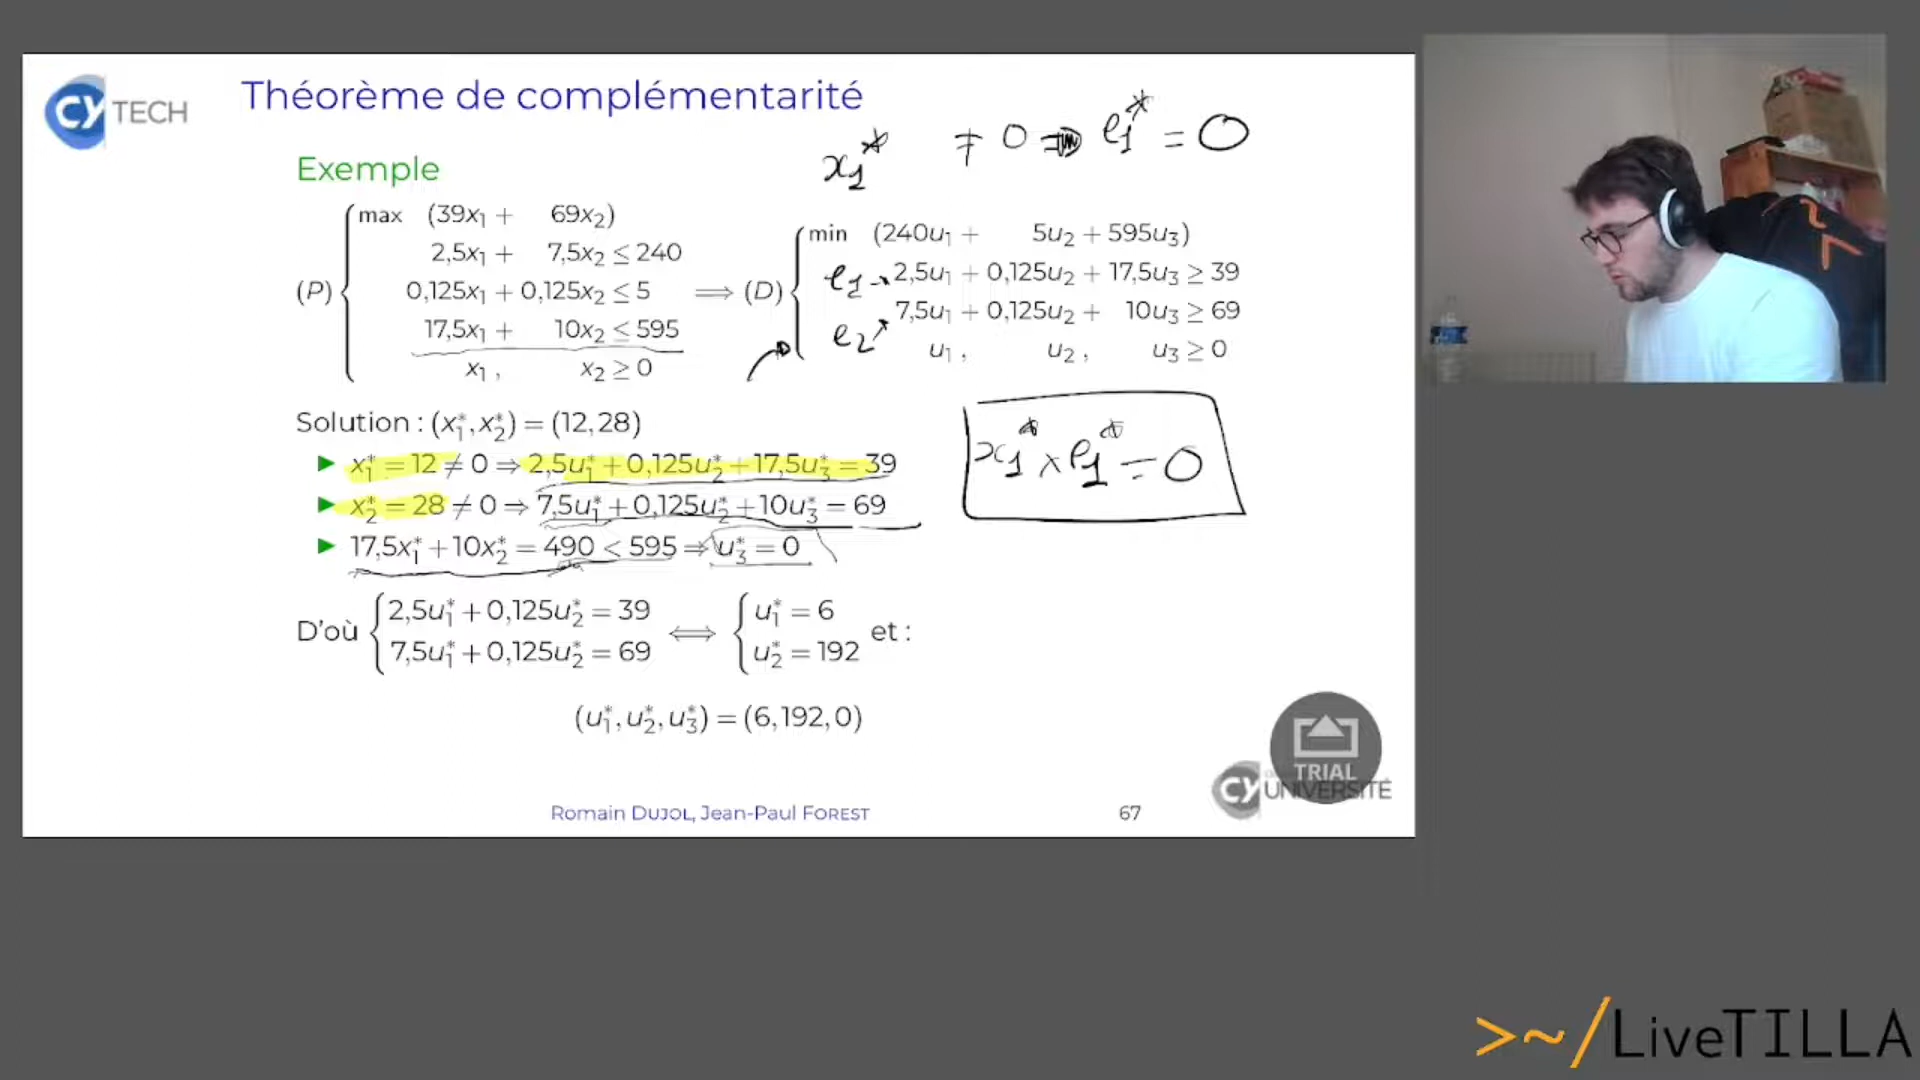 CY TECH
Théorème de complémentarité
x₁* ≠ 0 ⇒ e₁* = 0
Exemple
(P) { max (39x₁ + 69x₂)
2,5x₁ + 7,5x₂ ≤ 240
0,125x₁ + 0,125x₂ ≤ 5
17,5x₁ + 10x₂ ≤ 595
x₁ , x₂ ≥ 0
⟹ (D) { min (240u₁ + 5u₂ + 595u₃)
e₁ → 2,5u₁ + 0,125u₂ + 17,5u₃ ≥ 39
e₂ 7,5u₁ + 0,125u₂ + 10u₃ ≥ 69
u₁ , u₂ , u₃ ≥ 0
Solution : (x₁*, x₂*) = (12, 28)
▶ x₁* = 12 ≠ 0 ⇒ 2,5u₁* + 0,125u₂* + 17,5u₃* = 39
▶ x₂* = 28 ≠ 0 ⇒ 7,5u₁* + 0,125u₂* + 10u₃* = 69
▶ 17,5x₁* + 10x₂* = 490 < 595 ⇒ u₃* = 0
x₁* × e₁* = 0
D'où { 2,5u₁* + 0,125u₂* = 39
7,5u₁* + 0,125u₂* = 69
⟺ { u₁* = 6
u₂* = 192
et :
(u₁*, u₂*, u₃*) = (6, 192, 0)
TRIAL
CY UNIVERSITÉ
Romain DUJOL, Jean-Paul FOREST
67
>~/LiveTILLA